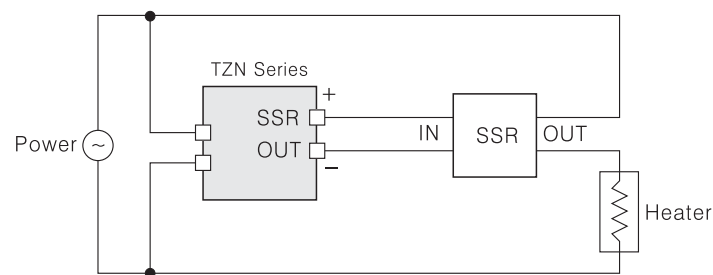 TZN Series
+
SSR
IN
SSR
OUT
Power
~
OUT
−
Heater